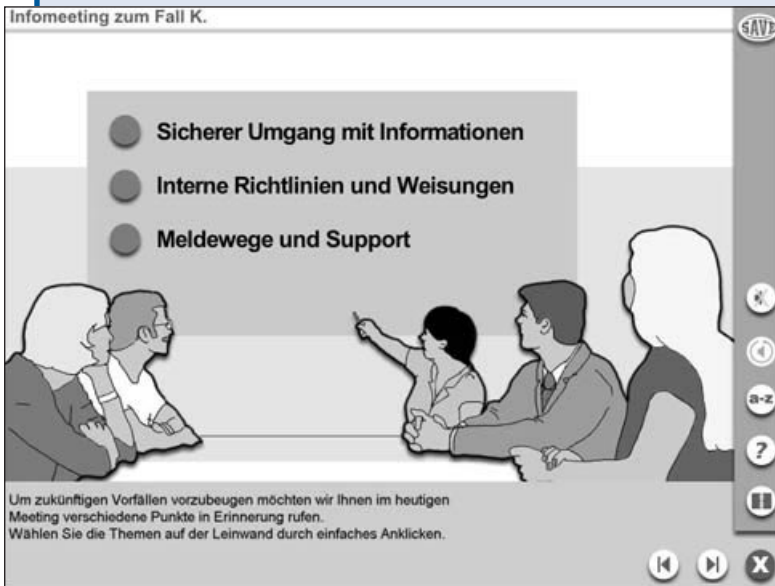 Infomeeting zum Fall K.
SAVE
Sicherer Umgang mit Informationen
Interne Richtlinien und Weisungen
Meldewege und Support
a-z
?
Um zukünftigen Vorfällen vorzubeugen möchten wir Ihnen im heutigen
Meeting verschiedene Punkte in Erinnerung rufen.
Wählen Sie die Themen auf der Leinwand durch einfaches Anklicken.
X